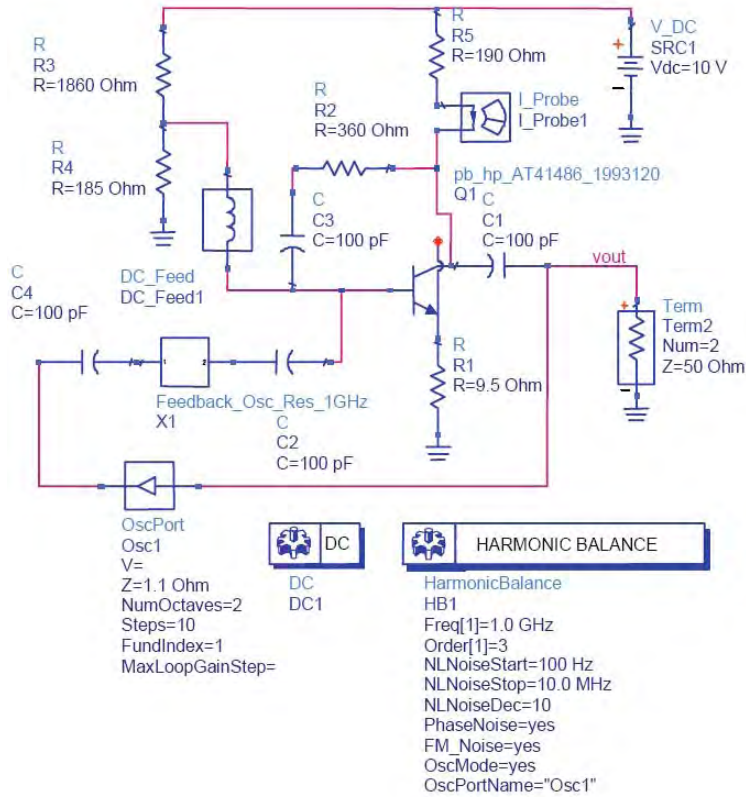 R
R3
R=1860 Ohm
R
R4
R=185 Ohm
R
R5
R=190 Ohm
V_DC
SRC1
Vdc=10 V
+
−
I_Probe
I_Probe1
R
R2
R=360 Ohm
pb_hp_AT41486_1993120
Q1
C
C3
C=100 pF
C
C1
C=100 pF
DC_Feed
DC_Feed1
vout
C
C4
C=100 pF
+
−
Term
Term2
Num=2
Z=50 Ohm
1
2
Feedback_Osc_Res_1GHz
X1
C
C2
C=100 pF
R
R1
R=9.5 Ohm
OscPort
Osc1
V=
Z=1.1 Ohm
NumOctaves=2
Steps=10
FundIndex=1
MaxLoopGainStep=
DC
DC
DC1
HARMONIC BALANCE
HarmonicBalance
HB1
Freq[1]=1.0 GHz
Order[1]=3
NLNoiseStart=100 Hz
NLNoiseStop=10.0 MHz
NLNoiseDec=10
PhaseNoise=yes
FM_Noise=yes
OscMode=yes
OscPortName="Osc1"